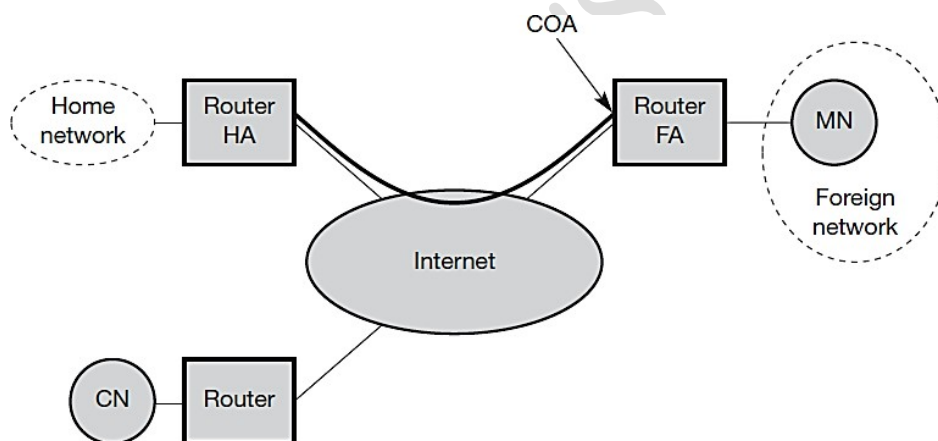 COA
Home
network
Router
HA
Router
FA
MN
Foreign
network
Internet
CN
Router